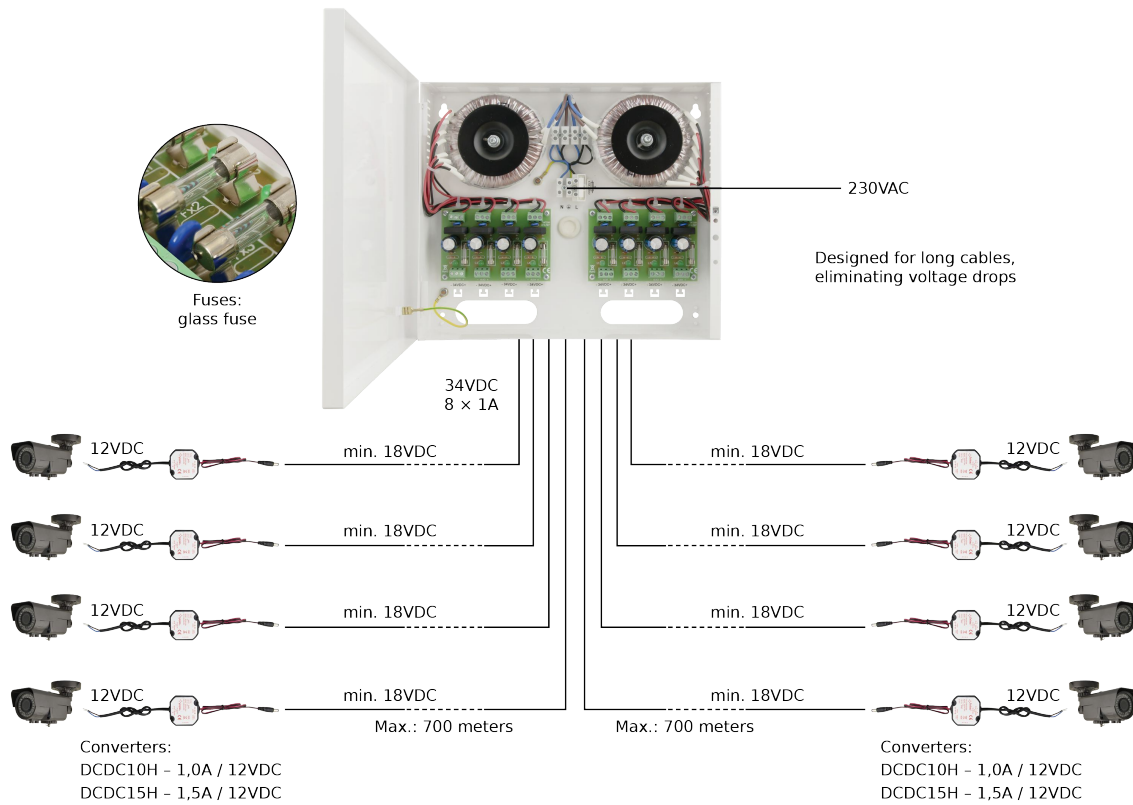 230VAC
Designed for long cables,
eliminating voltage drops
Fuses:
glass fuse
34VDC
8 × 1A
12VDC
min. 18VDC
min. 18VDC
12VDC
12VDC
min. 18VDC
min. 18VDC
12VDC
12VDC
min. 18VDC
min. 18VDC
12VDC
12VDC
min. 18VDC
min. 18VDC
12VDC
Max.: 700 meters
Max.: 700 meters
Converters:
DCDC10H – 1,0A / 12VDC
DCDC15H – 1,5A / 12VDC
Converters:
DCDC10H – 1,0A / 12VDC
DCDC15H – 1,5A / 12VDC